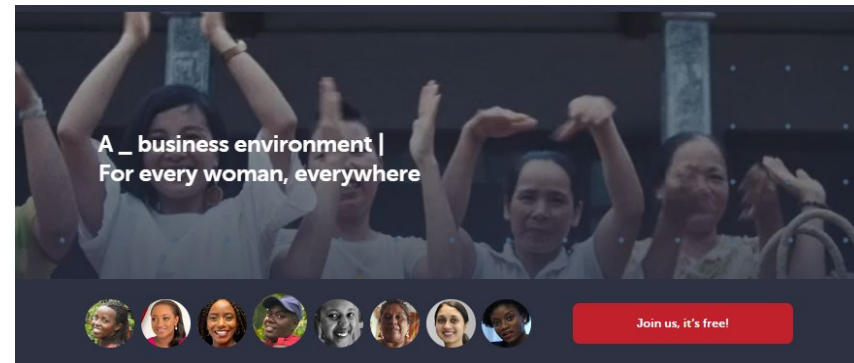 A _ business environment |
For every woman, everywhere
Join us, it's free!